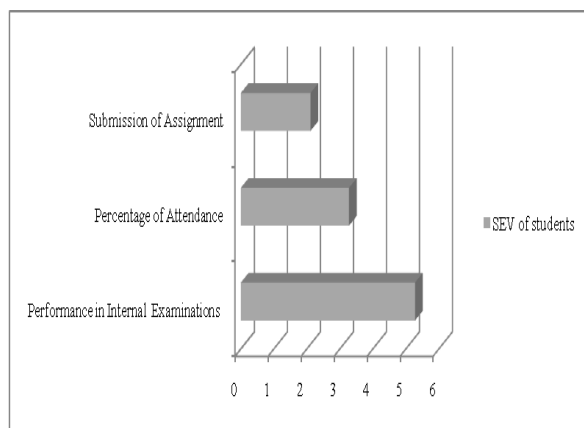 Submission of Assignment
Percentage of Attendance
SEV of students
Performance in Internal Examinations
0 1 2 3 4 5 6